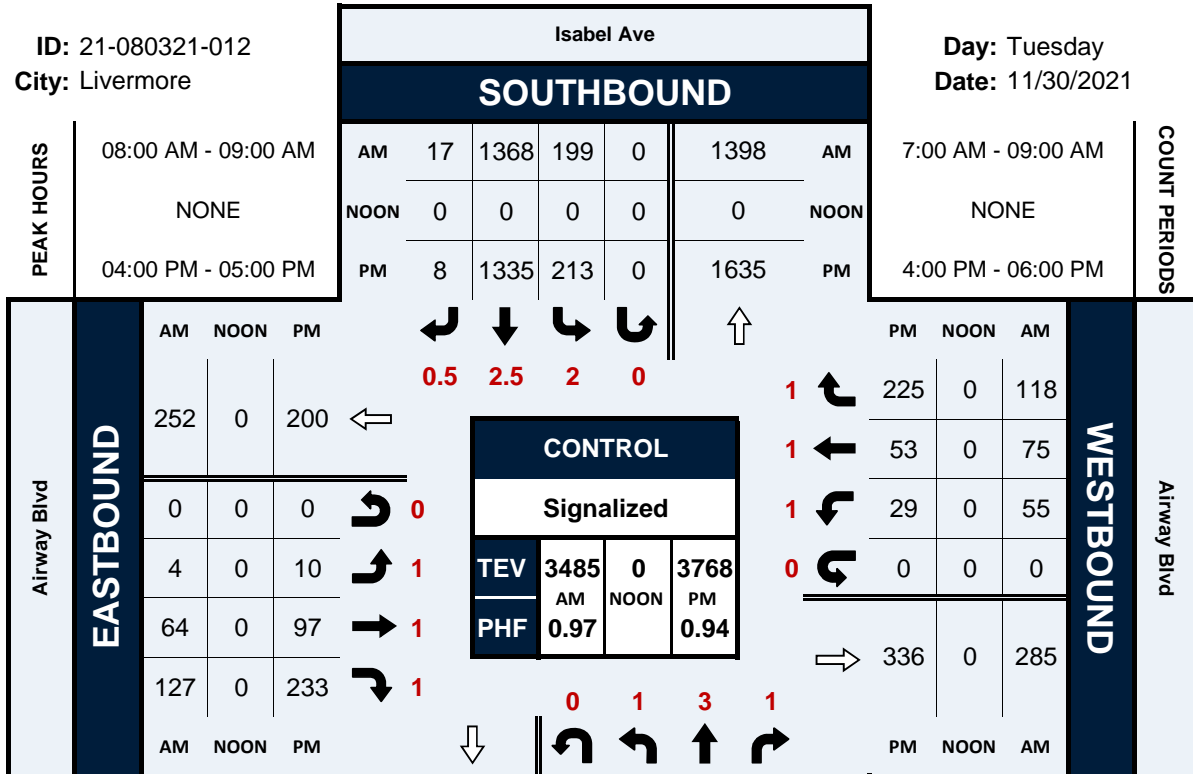 ID: 21-080321-012
City: Livermore
Isabel Ave
SOUTHBOUND
Day: Tuesday
Date: 11/30/2021
PEAK HOURS
08:00 AM - 09:00 AM
NONE
04:00 PM - 05:00 PM
AM 17 1368 199 0 1398 AM
NOON 0 0 0 0 0 NOON
PM 8 1335 213 0 1635 PM
7:00 AM - 09:00 AM
NONE
4:00 PM - 06:00 PM
COUNT PERIODS
0.5 2.5 2 0
Airway Blvd
EASTBOUND
AM NOON PM
252 0 200
0 0 0 0
4 0 10 1
64 0 97 1
127 0 233 1
AM NOON PM
CONTROL
Signalized
TEV 3485 0 3768
AM NOON PM
PHF 0.97 0.94
PM NOON AM
1 225 0 118
1 53 0 75
1 29 0 55
0 0 0 0
336 0 285
PM NOON AM
WESTBOUND
Airway Blvd
0 1 3 1